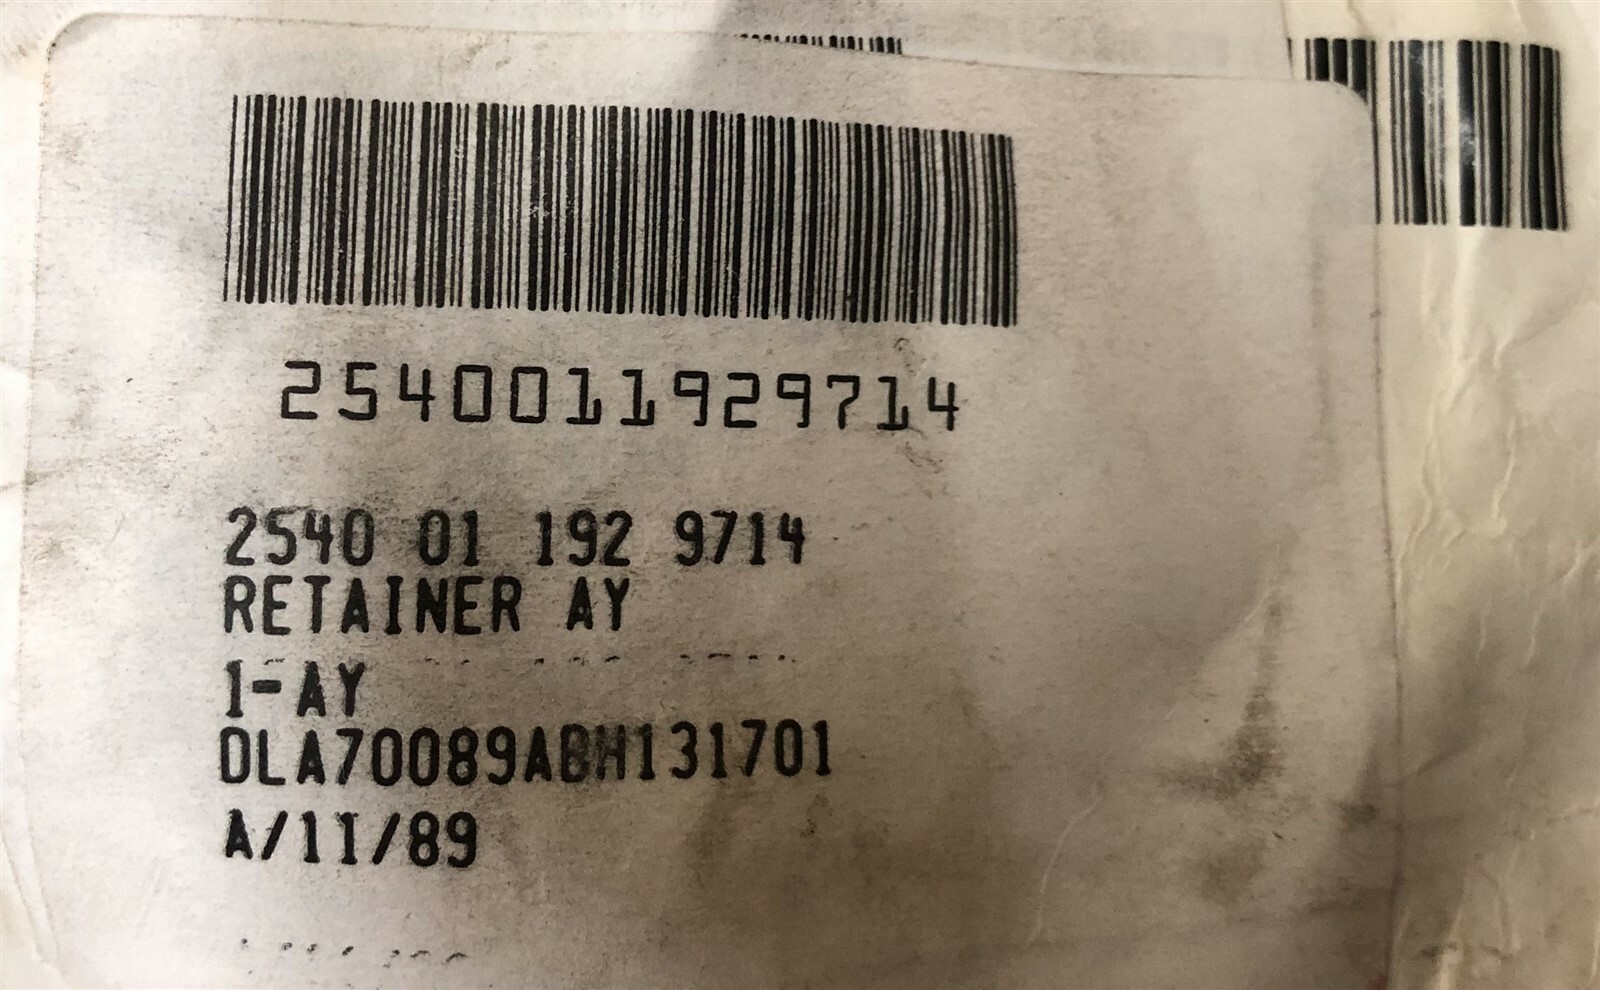 2540011929714
2540 01 192 9714
RETAINER AY
1-AY
DLA70089ABH131701
A/11/89